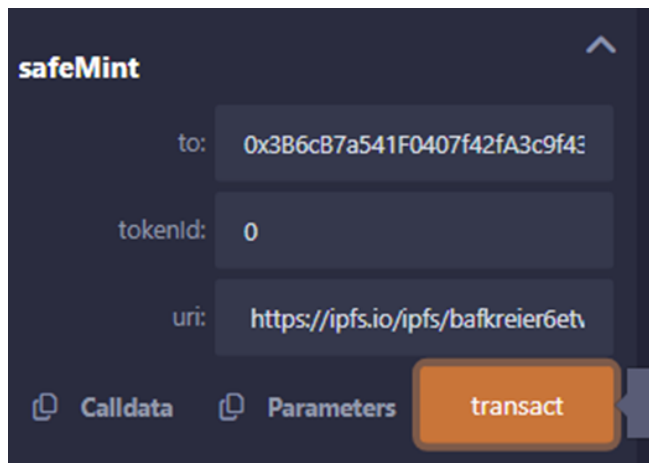 safeMint
to: 0x3B6cB7a541F0407f42fA3c9f43
tokenId: 0
uri: https://ipfs.io/ipfs/bafkreier6etv
Calldata Parameters transact